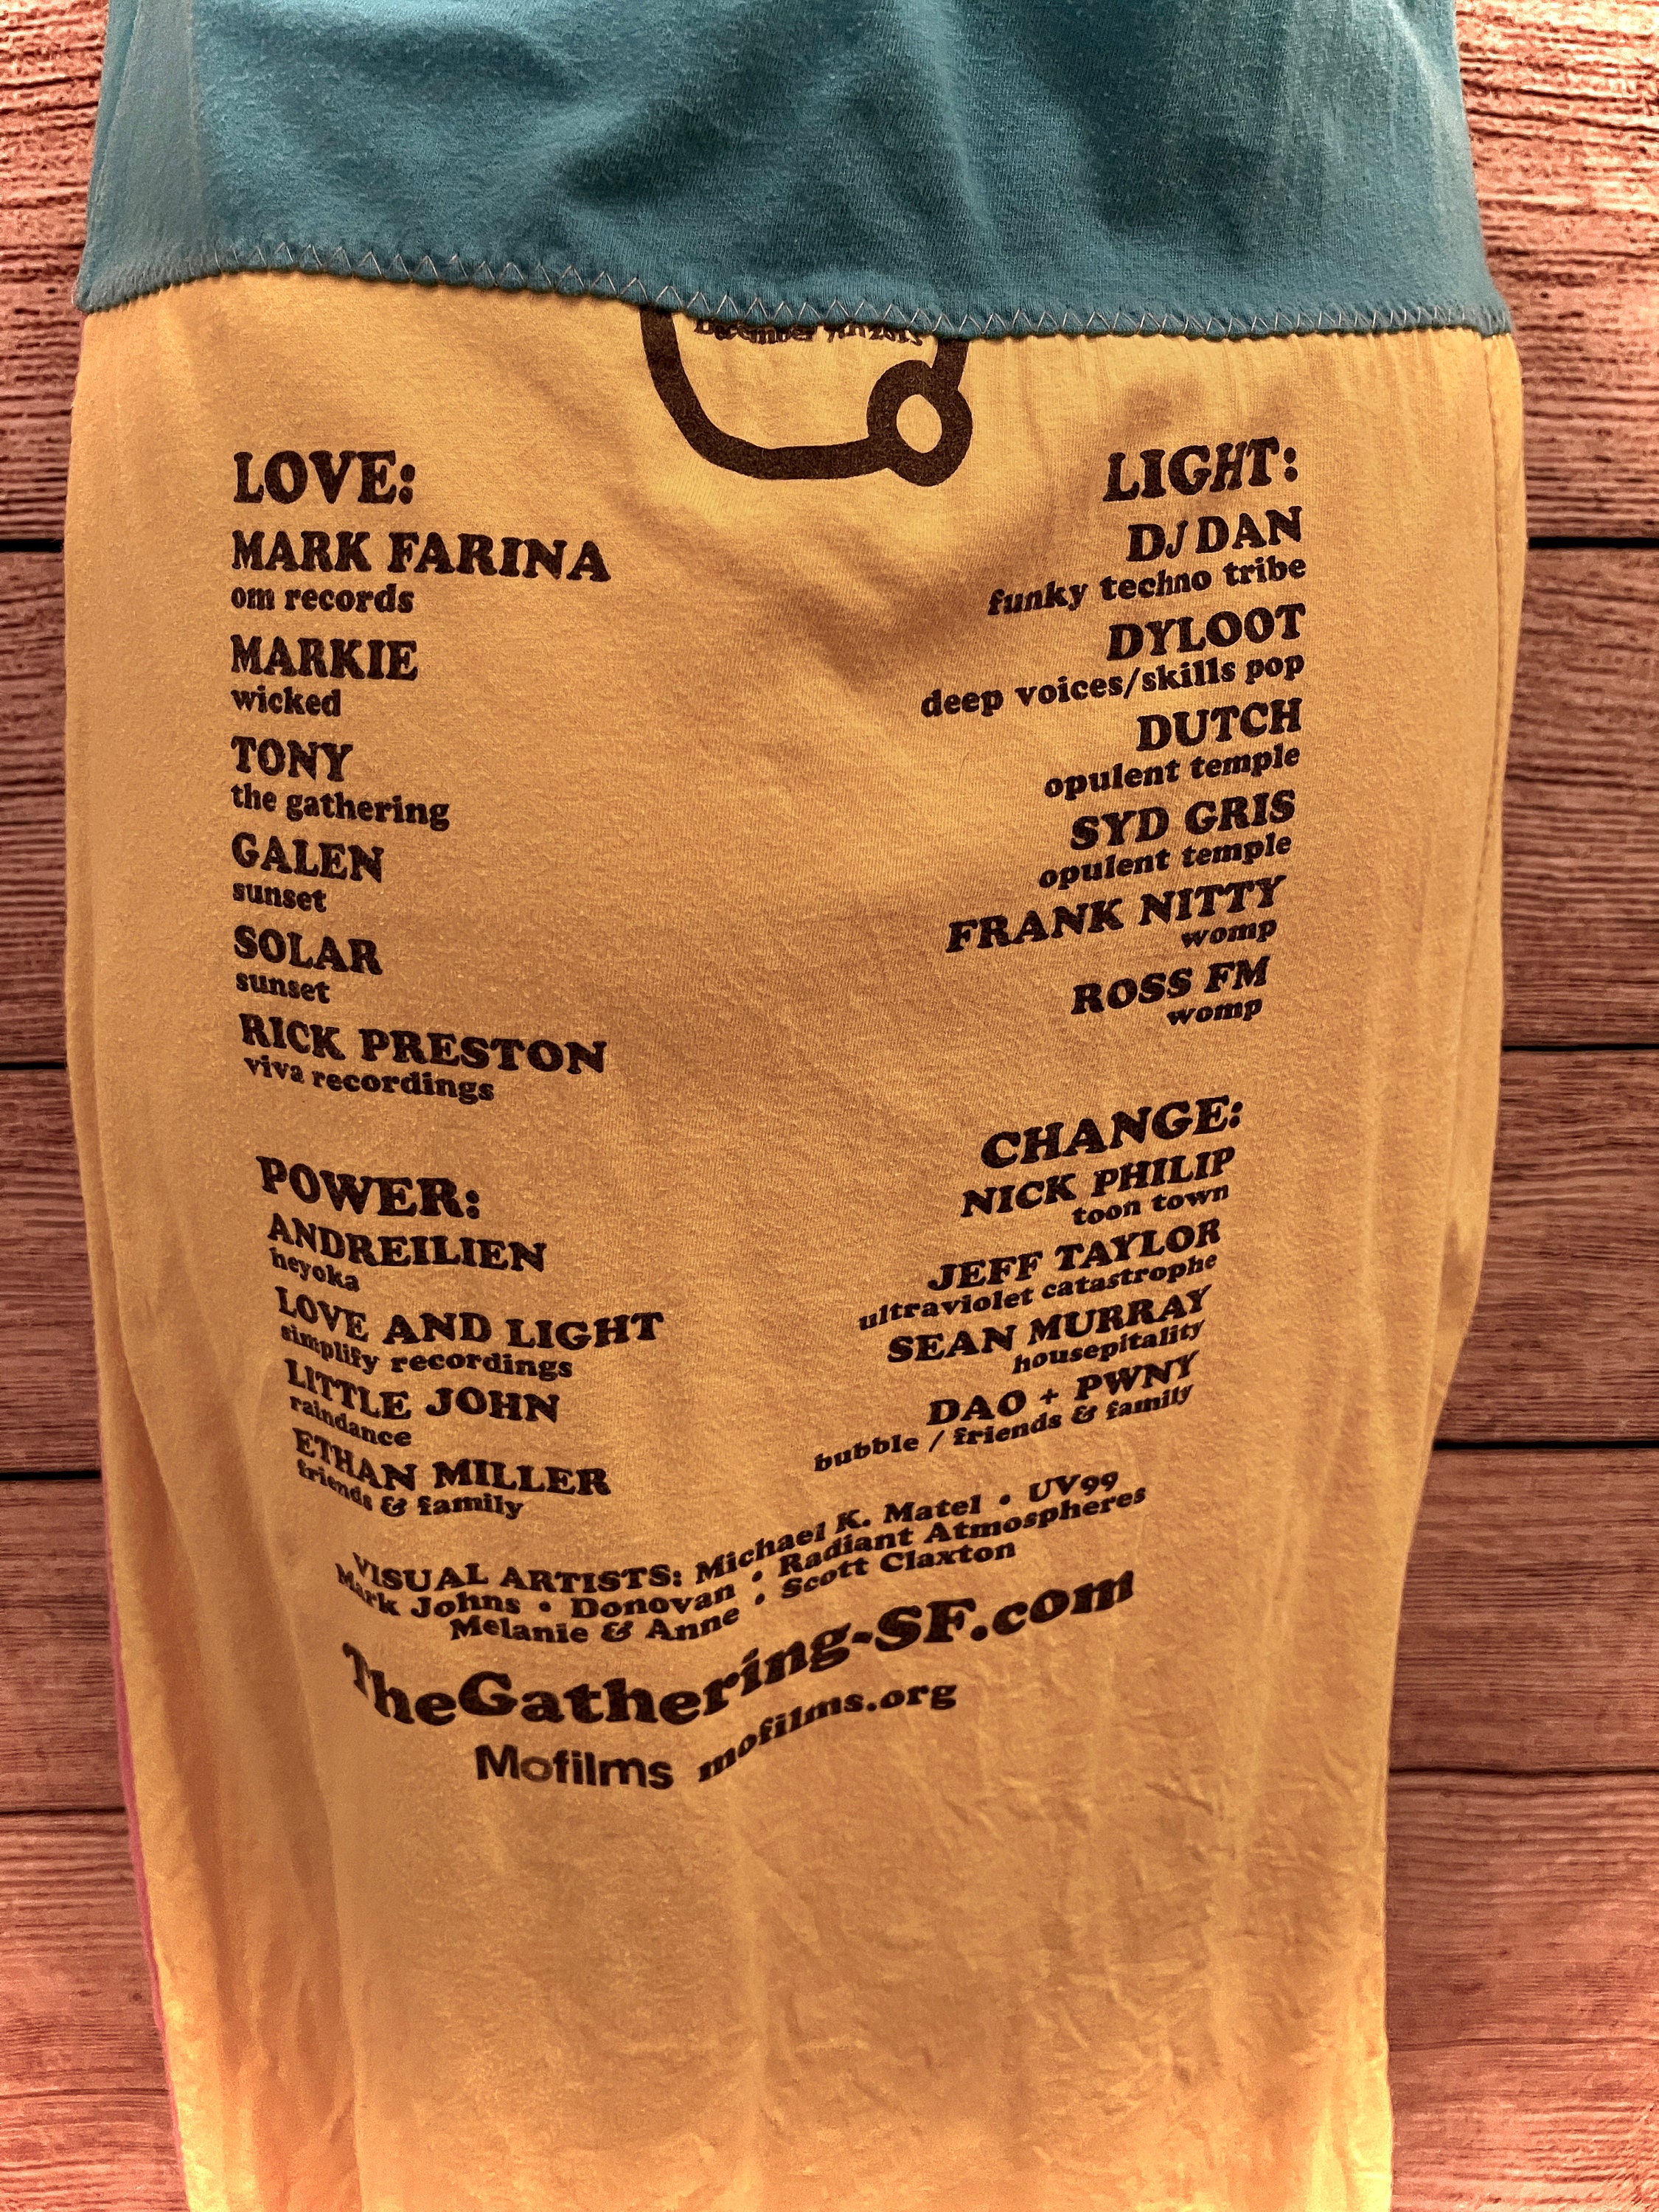 December 7th 2013
LOVE:
MARK FARINA
om records
MARKIE
wicked
TONY
the gathering
GALEN
sunset
SOLAR
sunset
RICK PRESTON
viva recordings
LIGHT:
DJ DAN
funky techno tribe
DYLOOT
deep voices/skills pop
DUTCH
opulent temple
SYD GRIS
opulent temple
FRANK NITTY
womp
ROSS FM
womp
POWER:
ANDREILIEN
heyoka
LOVE AND LIGHT
simplify recordings
LITTLE JOHN
raindance
ETHAN MILLER
friends & family
CHANGE:
NICK PHILIP
toon town
JEFF TAYLOR
ultraviolet catastrophe
SEAN MURRAY
housepitality
DAO + PWNY
bubble / friends & family
VISUAL ARTISTS: Michael K. Matel • UV99
Mark Johns • Donovan • Radiant Atmospheres
Melanie & Anne • Scott Claxton
TheGathering-SF.com
Mofilms mofilms.org